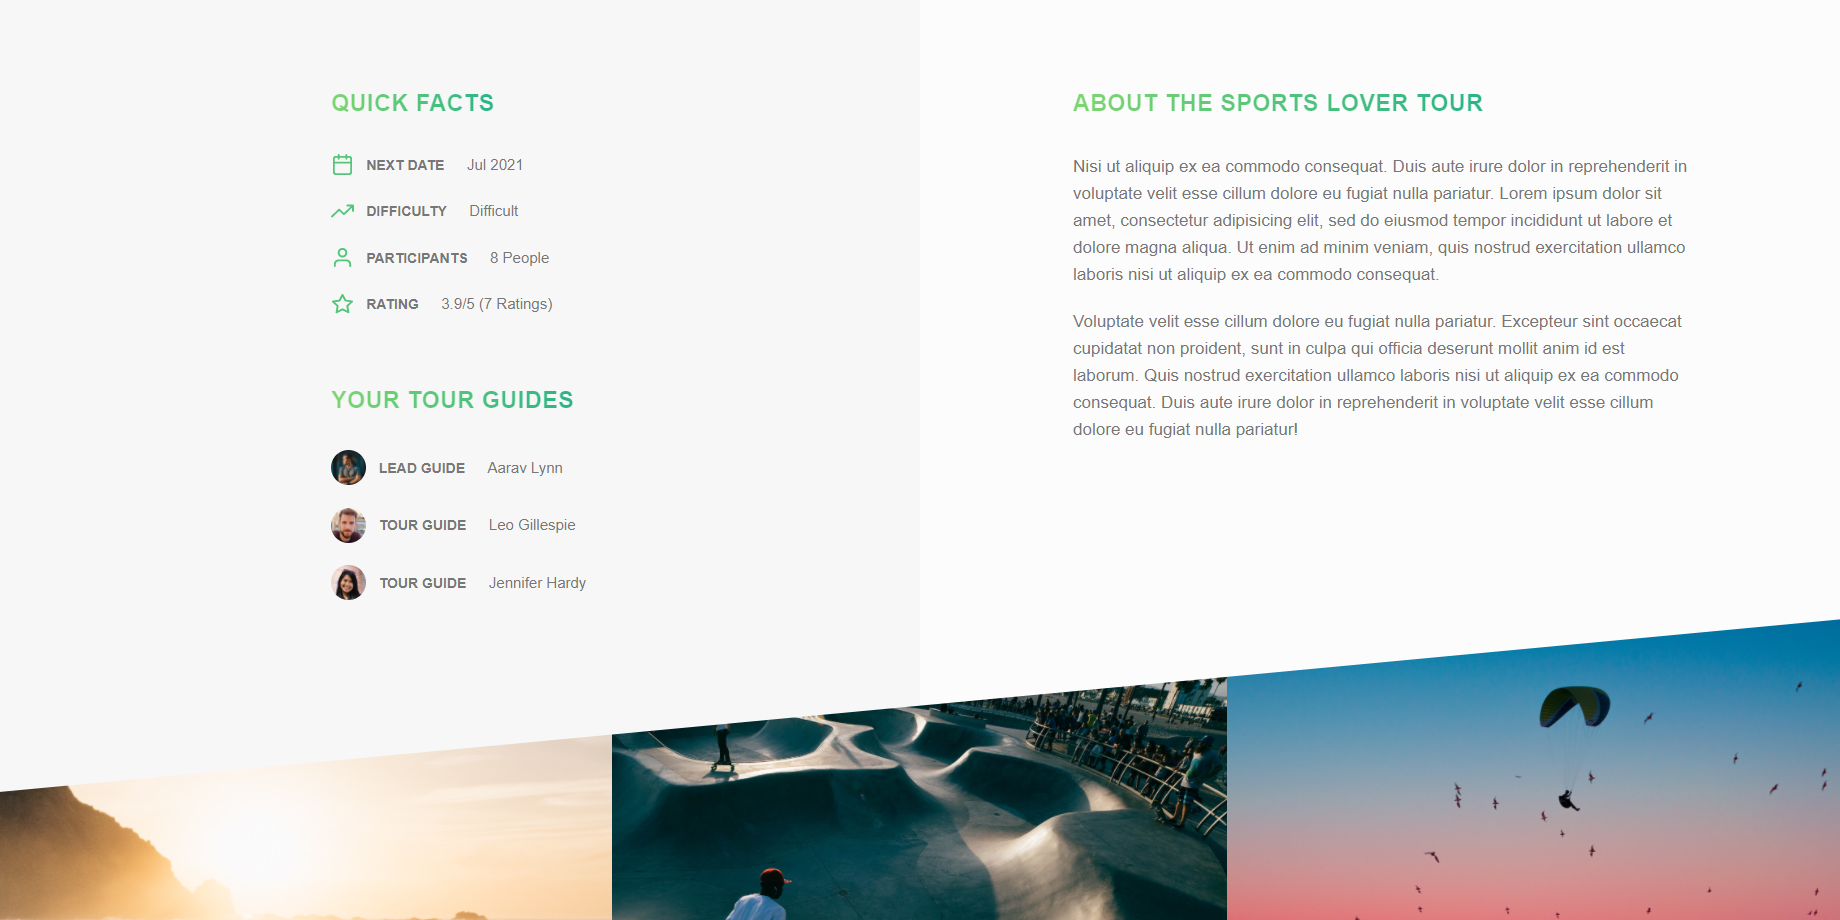 QUICK FACTS
NEXT DATE Jul 2021
DIFFICULTY Difficult
PARTICIPANTS 8 People
RATING 3.9/5 (7 Ratings)
YOUR TOUR GUIDES
LEAD GUIDE Aarav Lynn
TOUR GUIDE Leo Gillespie
TOUR GUIDE Jennifer Hardy
ABOUT THE SPORTS LOVER TOUR
Nisi ut aliquip ex ea commodo consequat. Duis aute irure dolor in reprehenderit in
voluptate velit esse cillum dolore eu fugiat nulla pariatur. Lorem ipsum dolor sit
amet, consectetur adipisicing elit, sed do eiusmod tempor incididunt ut labore et
dolore magna aliqua. Ut enim ad minim veniam, quis nostrud exercitation ullamco
laboris nisi ut aliquip ex ea commodo consequat.
Voluptate velit esse cillum dolore eu fugiat nulla pariatur. Excepteur sint occaecat
cupidatat non proident, sunt in culpa qui officia deserunt mollit anim id est
laborum. Quis nostrud exercitation ullamco laboris nisi ut aliquip ex ea commodo
consequat. Duis aute irure dolor in reprehenderit in voluptate velit esse cillum
dolore eu fugiat nulla pariatur!